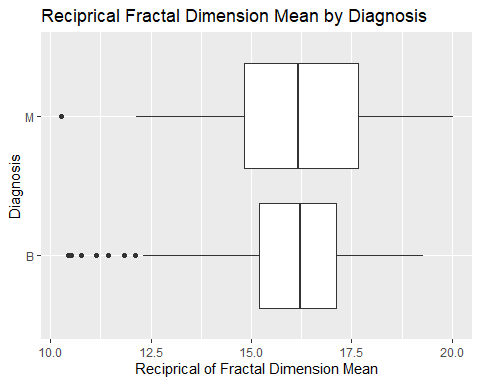 Reciprical Fractal Dimension Mean by Diagnosis
M
B
Diagnosis
10.0 12.5 15.0 17.5 20.0
Reciprical of Fractal Dimension Mean